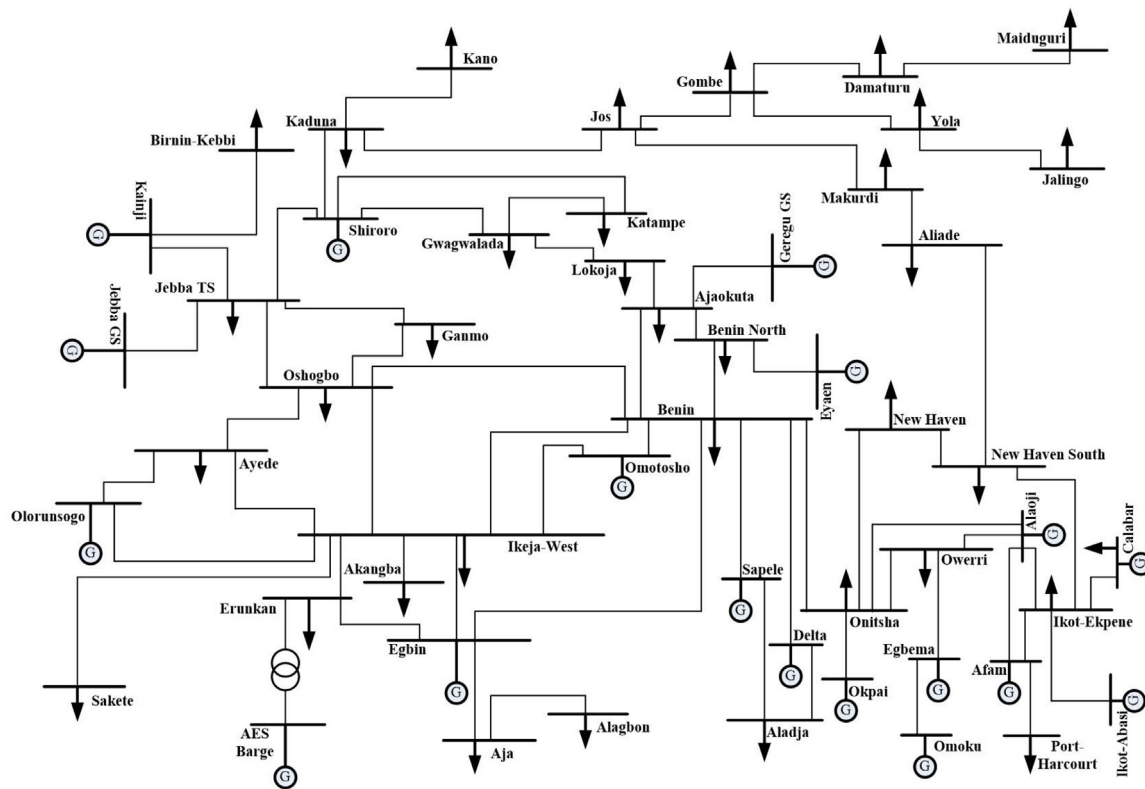 Maiduguri
Kano
Gombe
Damaturu
Kaduna
Jos
Yola
Birnin-Kebbi
Jalingo
Makurdi
Kainji
G
Shiroro
G
Katampe
Gwagwalada
Geregu GS
G
Aliade
Lokoja
Jebba TS
Ajaokuta
Jebba GS
G
Ganmo
Benin North
Oshogbo
Eyaen
G
Benin
New Haven
Ayede
Omotosho
G
New Haven South
Olorunsogo
G
Ikeja-West
Alaoji
G
Calabar
G
Akangba
Sapele
G
Owerri
Erunkan
Onitsha
Ikot-Ekpene
Egbin
G
Delta
G
Egbema
G
Afam
G
Okpai
G
Sakete
Ikot-Abasi
G
AES
Barge
G
Alagbon
Aja
Aladja
Omoku
G
Port-
Harcourt